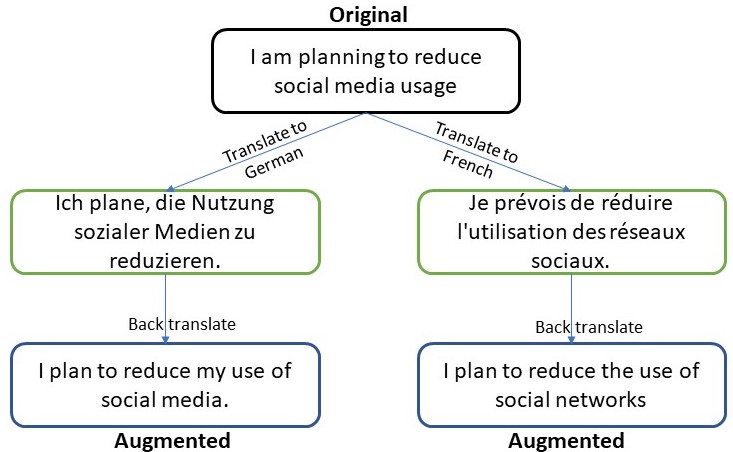 Original
I am planning to reduce
social media usage
Translate to
German
Translate to
French
Ich plane, die Nutzung
sozialer Medien zu
reduzieren.
Je prévois de réduire
l'utilisation des réseaux
sociaux.
Back translate
Back translate
I plan to reduce my use of
social media.
I plan to reduce the use of
social networks
Augmented
Augmented